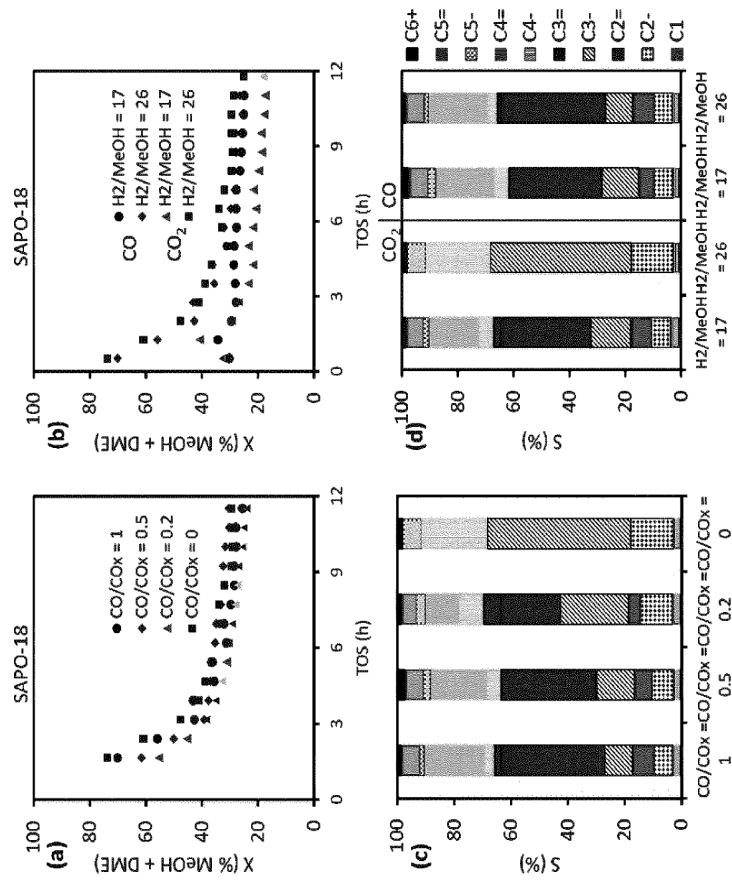 SAPO-18
(a)
X (% MeOH + DME)
100
80
60
40
20
0
CO/COx = 1
CO/COx = 0.5
CO/COx = 0.2
CO/COx = 0
0 3 6 9 12
TOS (h)
SAPO-18
(b)
X (% MeOH + DME)
100
80
60
40
20
0
CO
H2/MeOH = 17
H2/MeOH = 26
CO2
H2/MeOH = 17
H2/MeOH = 26
0 3 6 9 12
TOS (h)
(c)
S (%)
100
80
60
40
20
0
CO/COx = CO/COx = CO/COx = CO/COx =
1 0.5 0.2 0
(d)
S (%)
100
80
60
40
20
0
CO2 CO
H2/MeOH H2/MeOH H2/MeOH H2/MeOH
= 17 = 26 = 17 = 26
C6+
C5=
C5-
C4=
C4-
C3=
C3-
C2=
C2-
C1